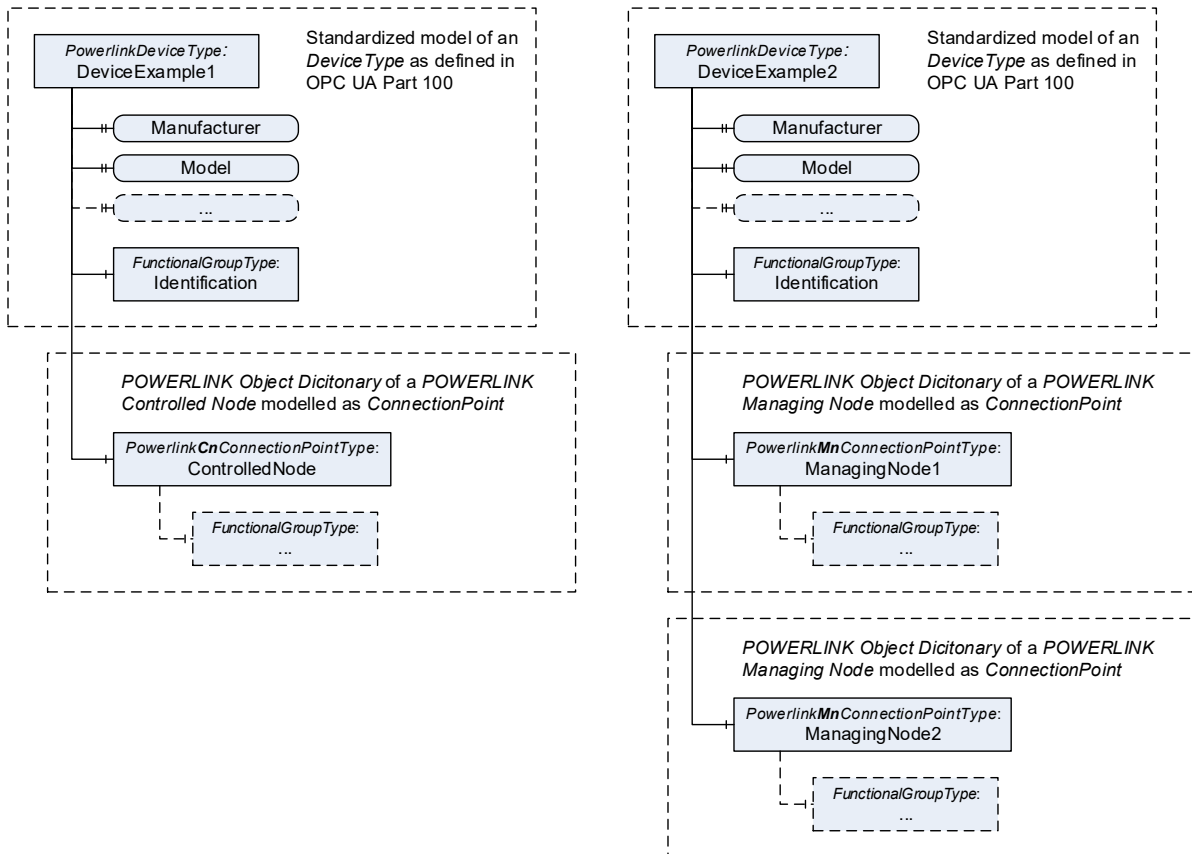 PowerlinkDeviceType:
DeviceExample1
Standardized model of an
DeviceType as defined in
OPC UA Part 100
Manufacturer
Model
...
FunctionalGroupType:
Identification
POWERLINK Object Dicitonary of a POWERLINK
Controlled Node modelled as ConnectionPoint
PowerlinkCnConnectionPointType:
ControlledNode
FunctionalGroupType:
...
PowerlinkDeviceType:
DeviceExample2
Standardized model of an
DeviceType as defined in
OPC UA Part 100
Manufacturer
Model
...
FunctionalGroupType:
Identification
POWERLINK Object Dicitonary of a POWERLINK
Managing Node modelled as ConnectionPoint
PowerlinkMnConnectionPointType:
ManagingNode1
FunctionalGroupType:
...
POWERLINK Object Dicitonary of a POWERLINK
Managing Node modelled as ConnectionPoint
PowerlinkMnConnectionPointType:
ManagingNode2
FunctionalGroupType:
...